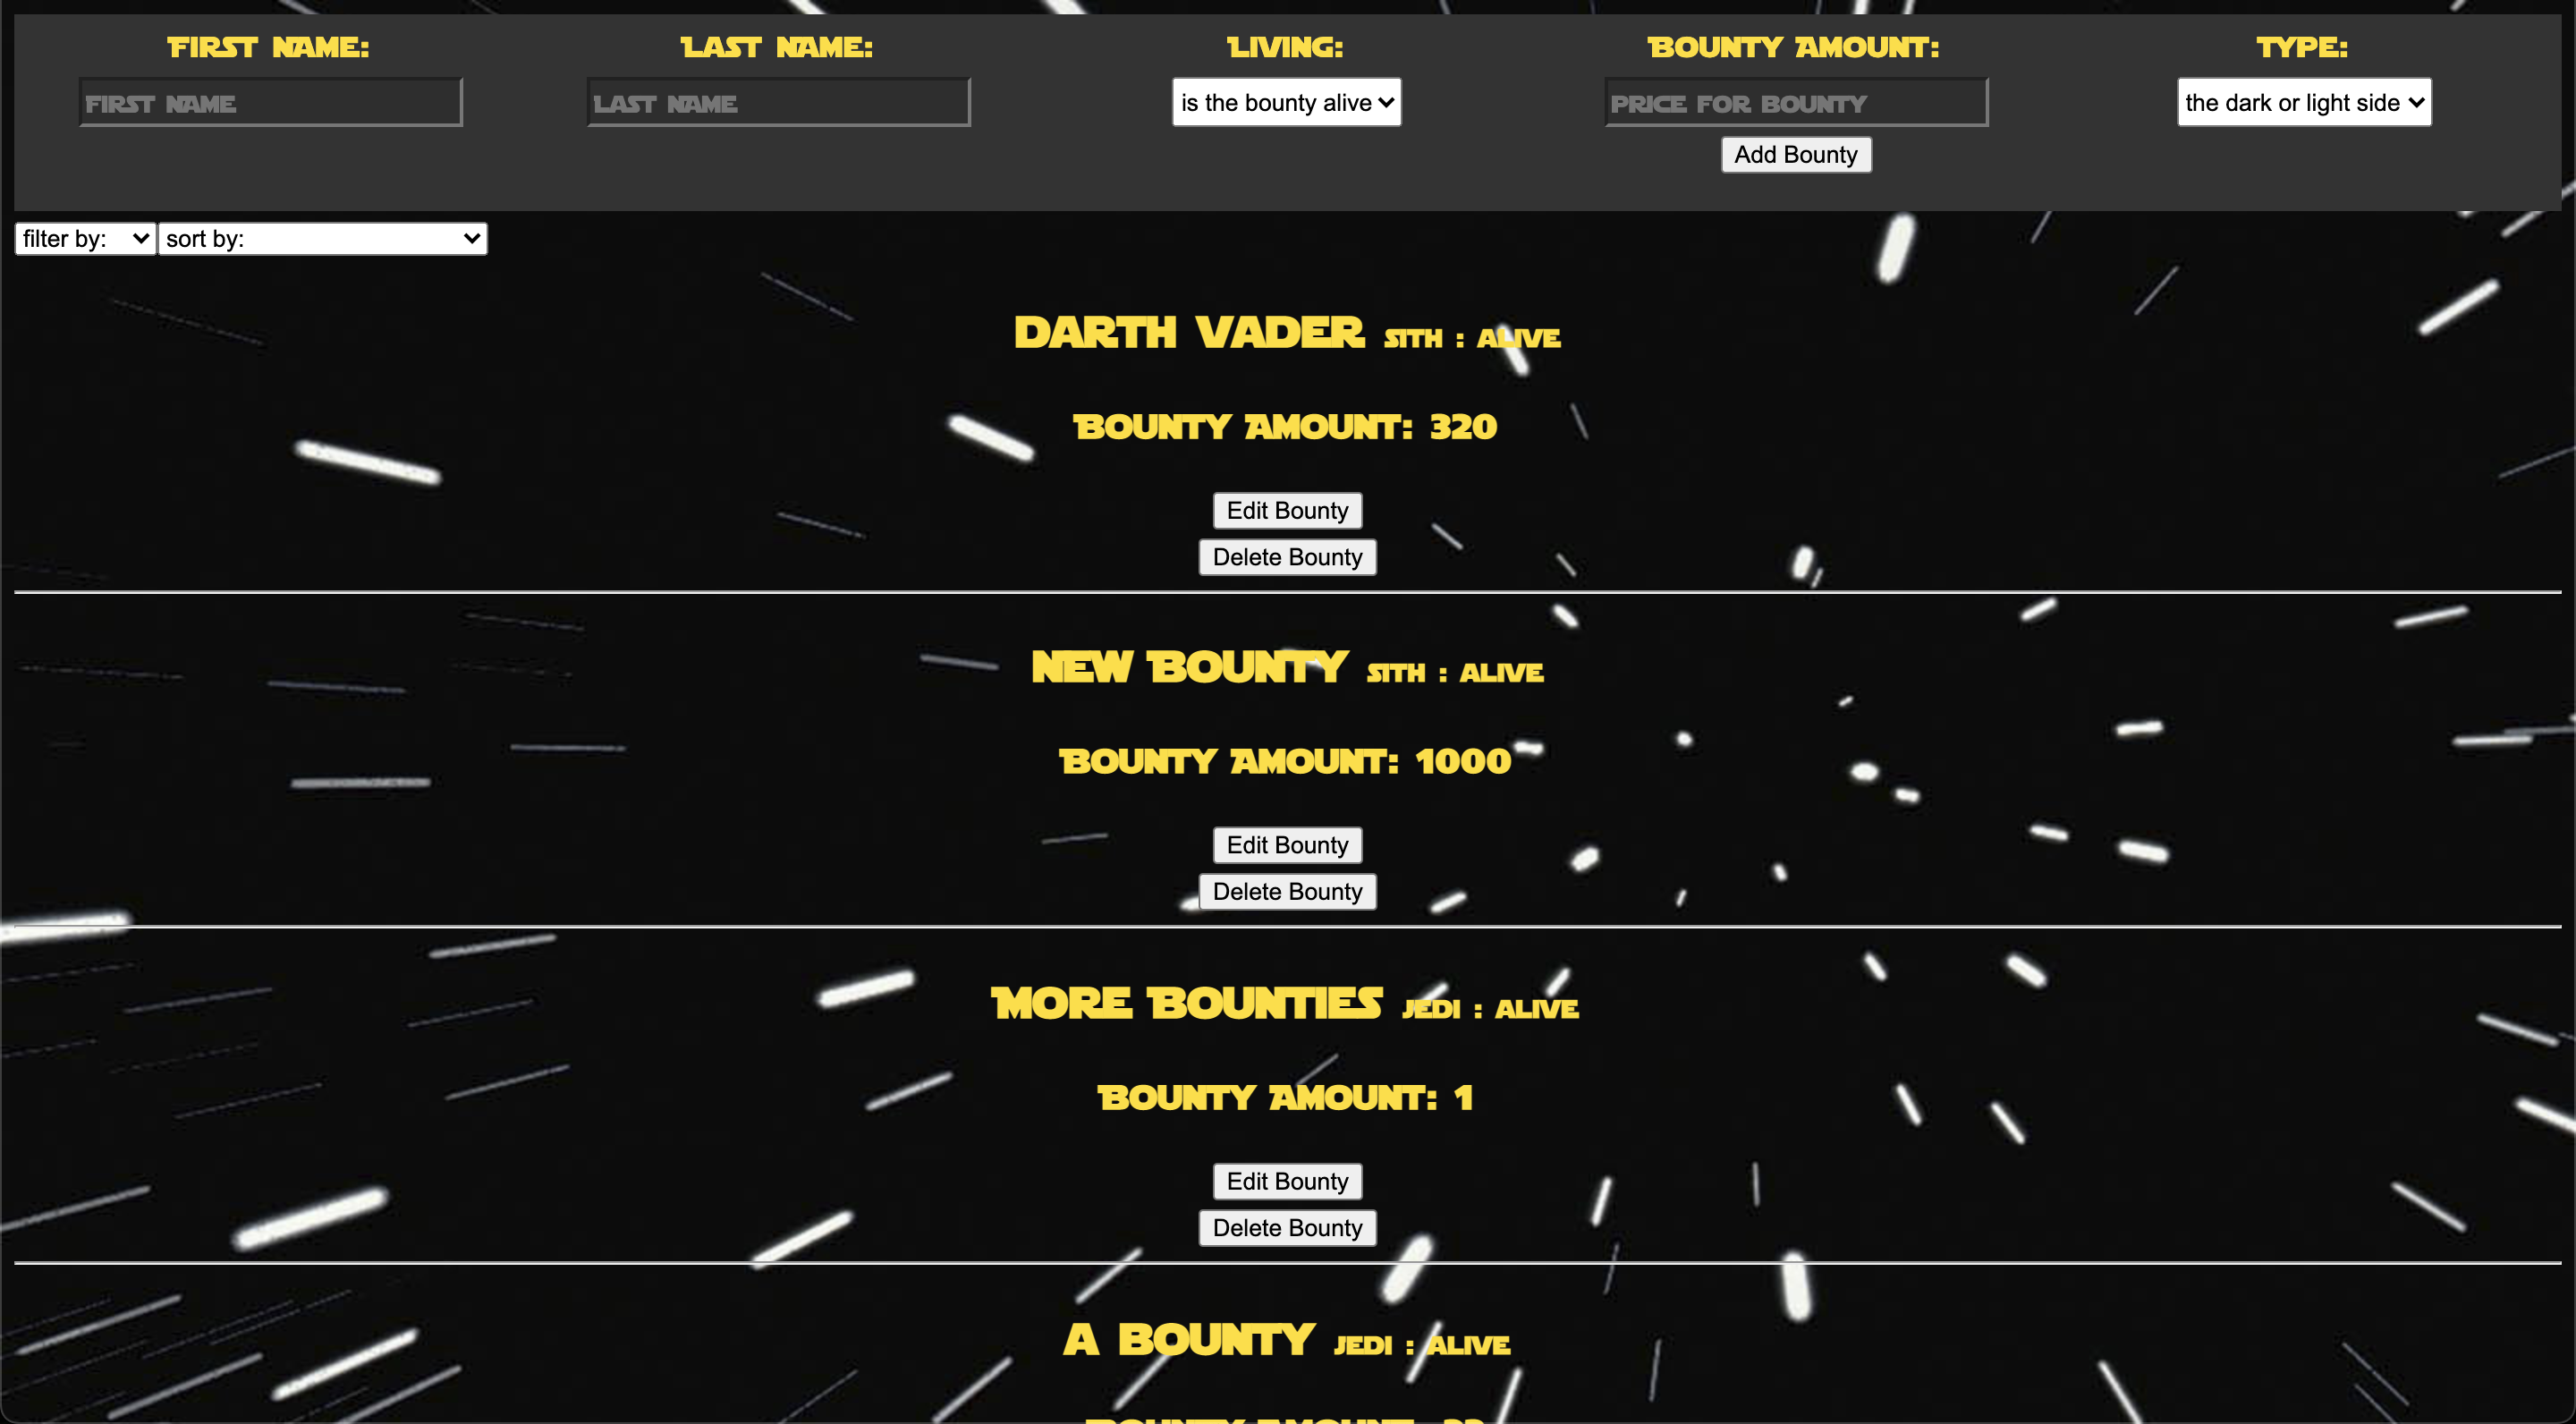 First Name: Last Name: Living: Bounty Amount: Type:
First Name Last Name is the bounty alive Price for Bounty the dark or light side
Add Bounty
filter by: sort by:
Darth Vader Sith : Alive
Bounty Amount: 320
Edit Bounty
Delete Bounty
New Bounty Sith : Alive
Bounty Amount: 1000
Edit Bounty
Delete Bounty
More Bounties Jedi : Alive
Bounty Amount: 1
Edit Bounty
Delete Bounty
A Bounty Jedi : Alive
Bounty Amount: